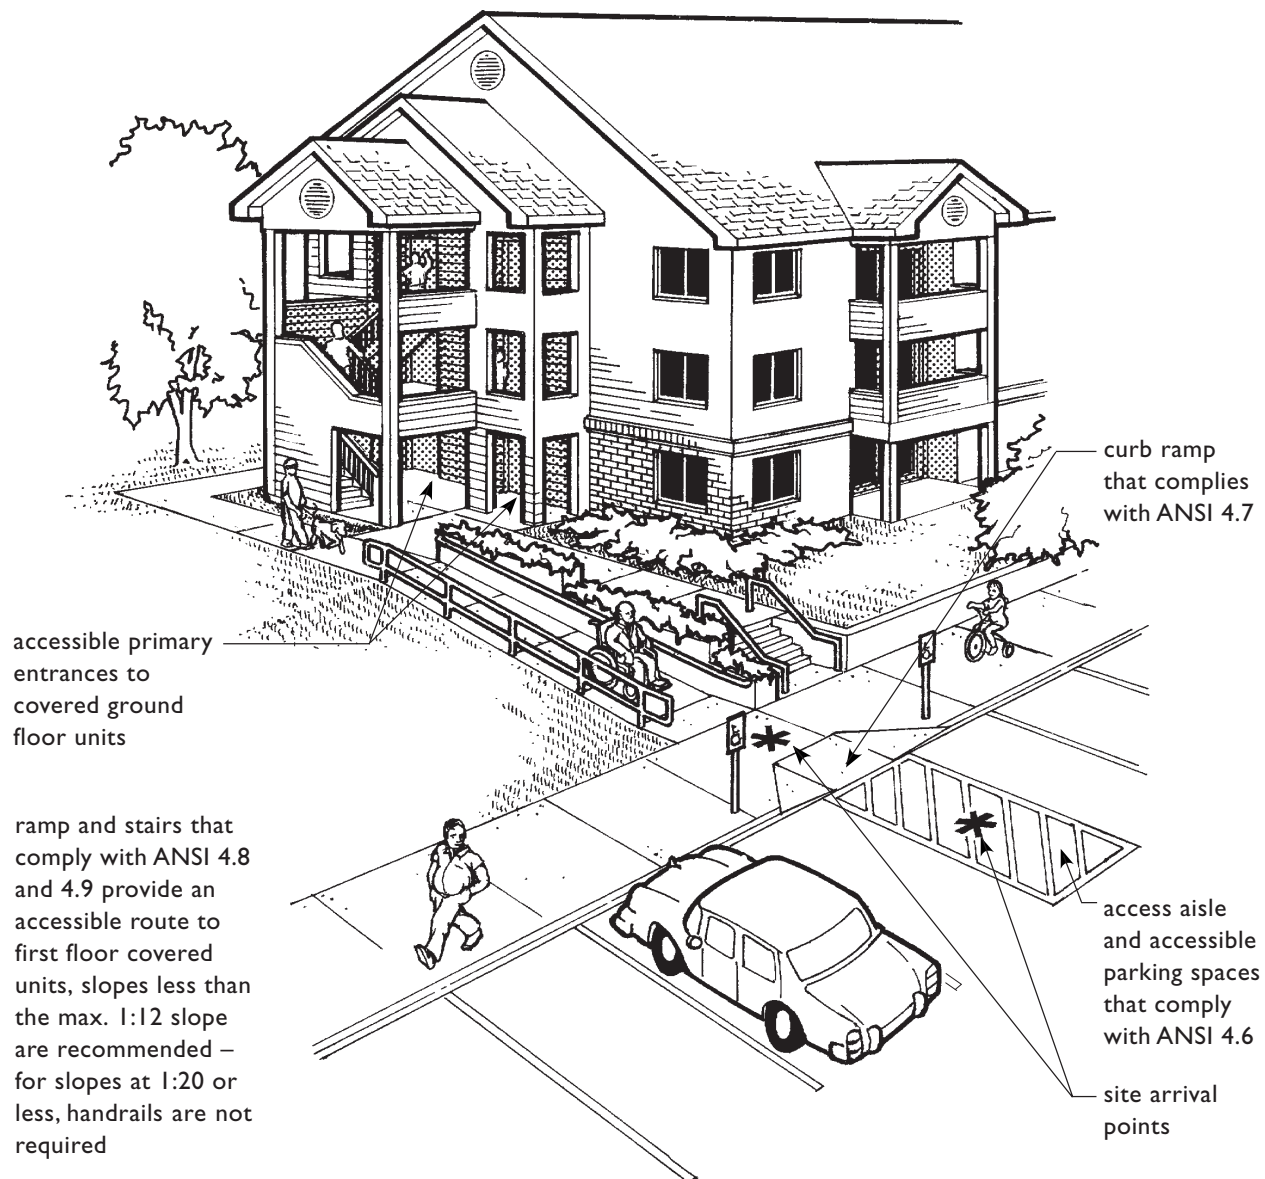 curb ramp
that complies
with ANSI 4.7
accessible primary
entrances to
covered ground
floor units
ramp and stairs that
comply with ANSI 4.8
and 4.9 provide an
accessible route to
first floor covered
units, slopes less than
the max. 1:12 slope
are recommended –
for slopes at 1:20 or
less, handrails are not
required
access aisle
and accessible
parking spaces
that comply
with ANSI 4.6
site arrival
points